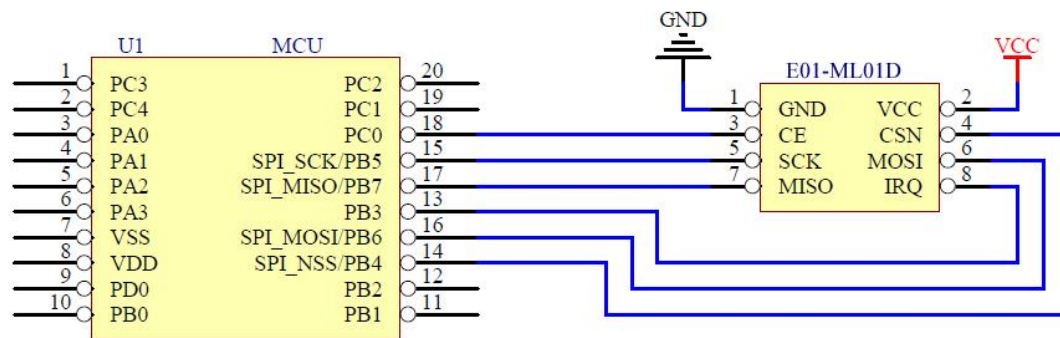 GND
U1 MCU VCC
E01-ML01D
1 PC3 PC2 20
2 PC4 PC1 19 1 GND VCC 2
3 PA0 PC0 18 3 CE CSN 4
4 PA1 SPI_SCK/PB5 15 5 SCK MOSI 6
5 PA2 SPI_MISO/PB7 17 7 MISO IRQ 8
6 PA3 PB3 13
7 VSS SPI_MOSI/PB6 16
8 VDD SPI_NSS/PB4 14
9 PD0 PB2 12
10 PB0 PB1 11